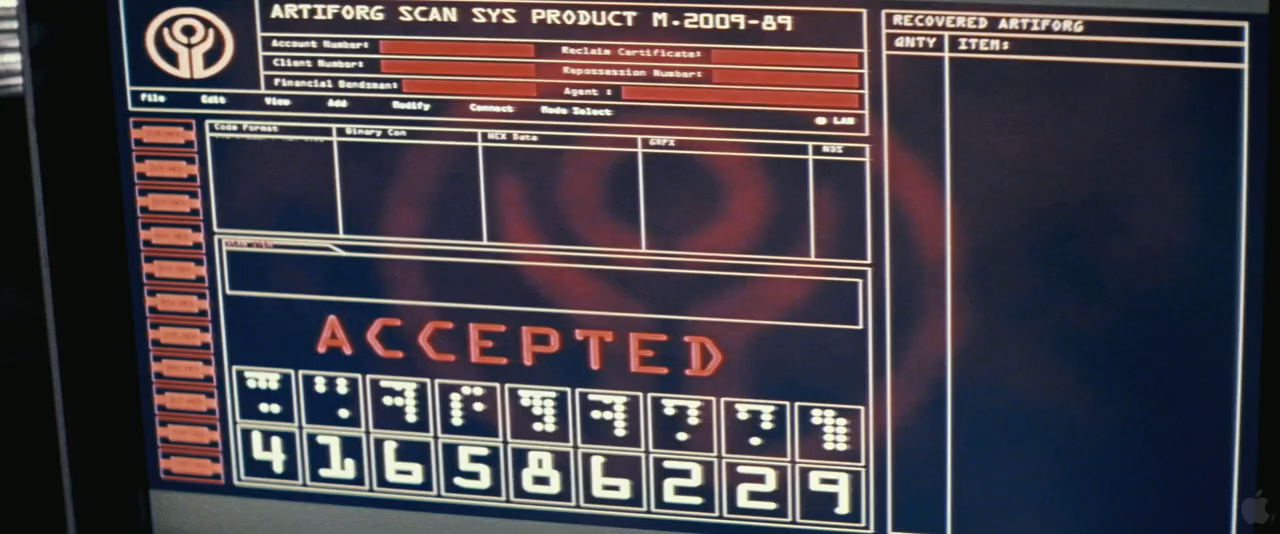 ARTIFORG SCAN SYS PRODUCT M.2009-89
Account Number:
Reclaim Certificate:
Client Number:
Repossession Number:
Financial Bondsman:
Agent :
File Edit View Add Modify Connect Mode Select
LAN
Code Format Binary Con HEX Data GRFX NDS
ACCEPTED
4 1 6 5 8 6 2 2 9
RECOVERED ARTIFORG
QNTY ITEM: